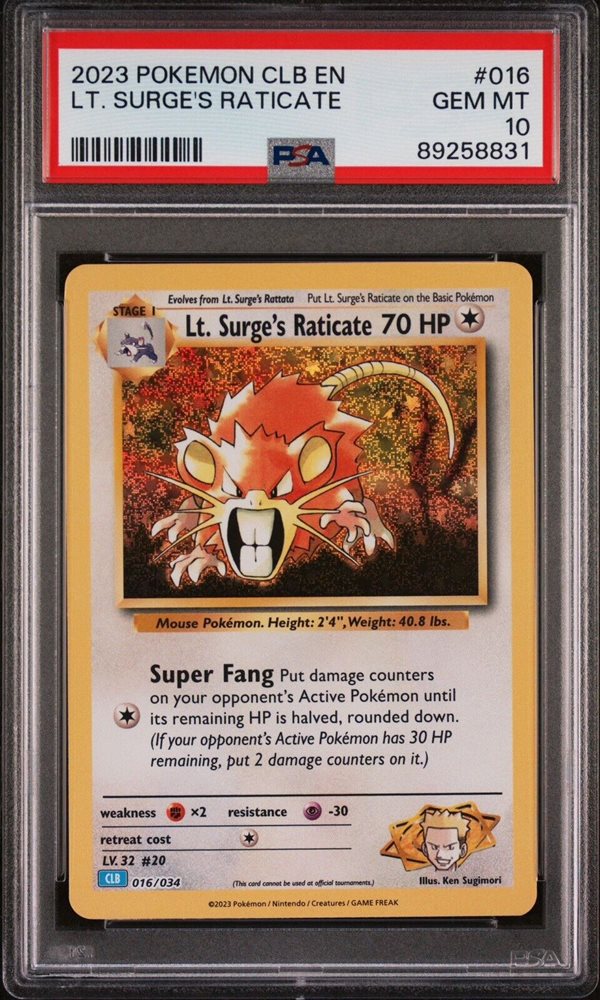 2023 POKEMON CLB EN #016
LT. SURGE'S RATICATE GEM MT
10
PSA 89258831
Evolves from Lt. Surge's Rattata Put Lt. Surge's Raticate on the Basic Pokémon
STAGE 1
Lt. Surge's Raticate 70 HP
Mouse Pokémon. Height: 2'4", Weight: 40.8 lbs.
Super Fang Put damage counters
on your opponent's Active Pokémon until
its remaining HP is halved, rounded down.
(If your opponent's Active Pokémon has 30 HP
remaining, put 2 damage counters on it.)
weakness ×2 resistance -30
retreat cost
LV. 32 #20
Illus. Ken Sugimori
CLB 016/034 (This card cannot be used at official tournaments.)
©2023 Pokémon / Nintendo / Creatures / GAME FREAK
PSA